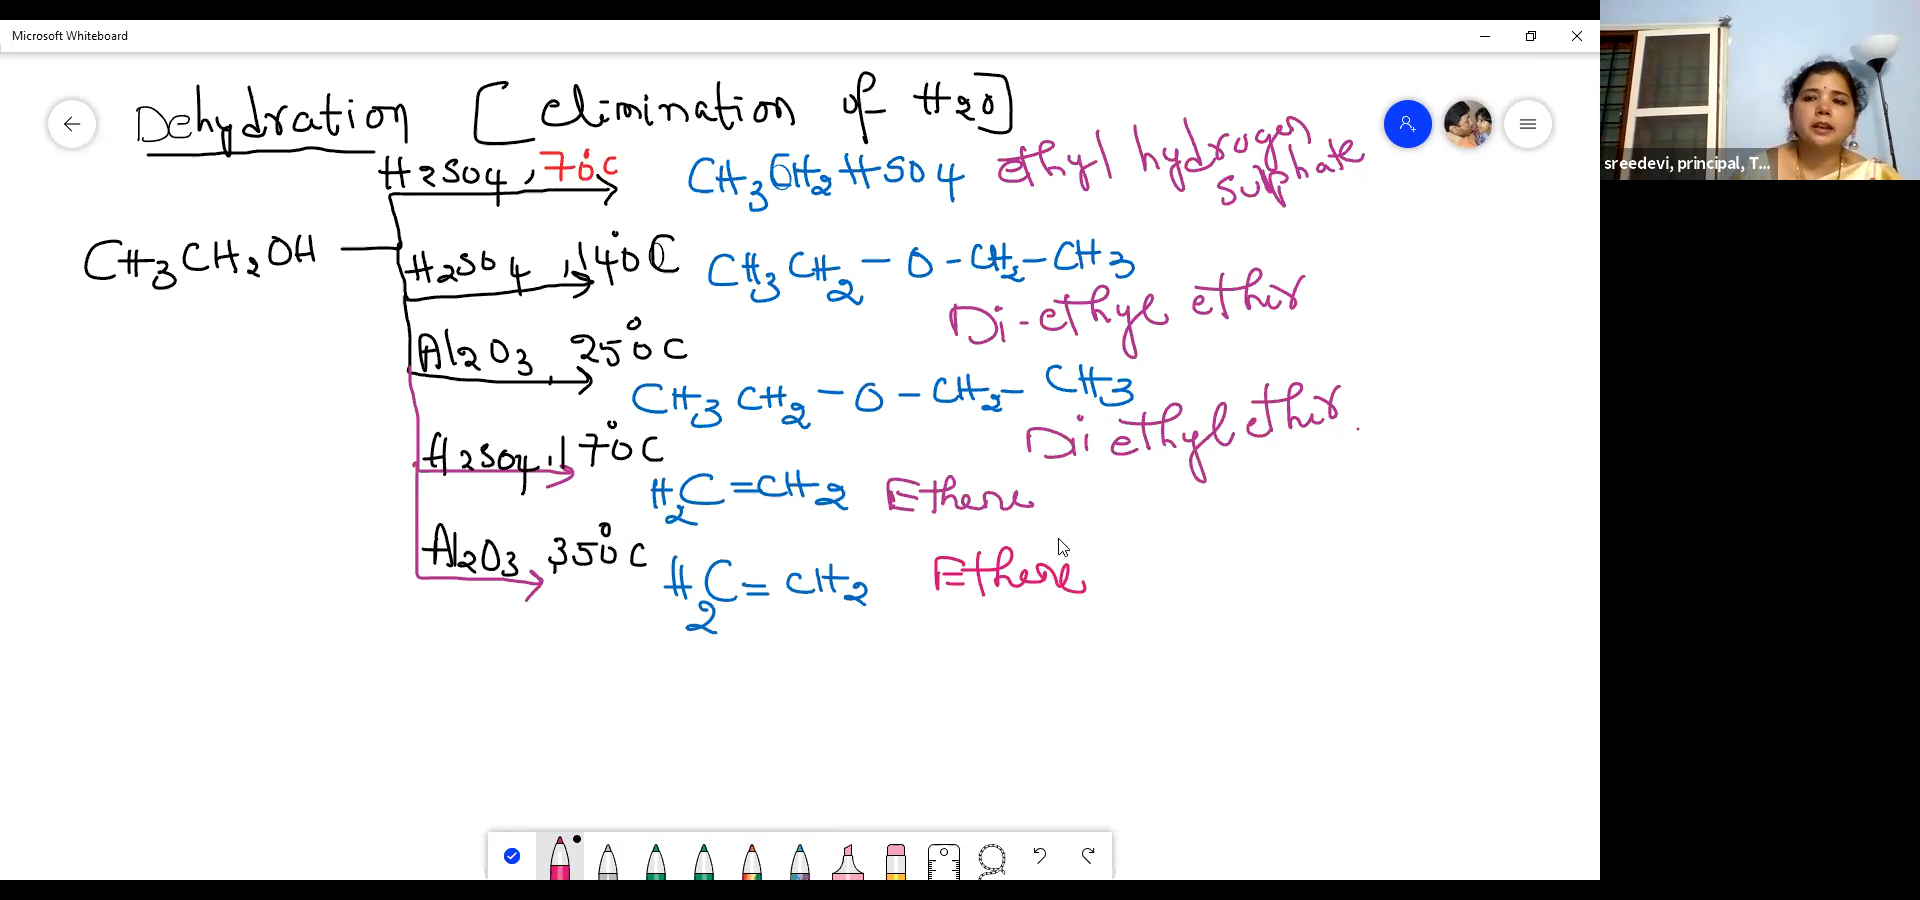 Microsoft Whiteboard
Dehydration [elimination of H2O]
H2SO4, 70°C
CH3CH2HSO4 ethyl hydrogen sulphate
CH3CH2OH
H2SO4, 140°C
CH3CH2-O-CH2-CH3
Di-ethyl ether
Al2O3, 250°C
CH3CH2-O-CH2-CH3
Di ethyl ether.
H2SO4, 170°C
H2C=CH2 Ethene
Al2O3, 350°C
H2C=CH2 Ethene
sreedevi, principal, T...